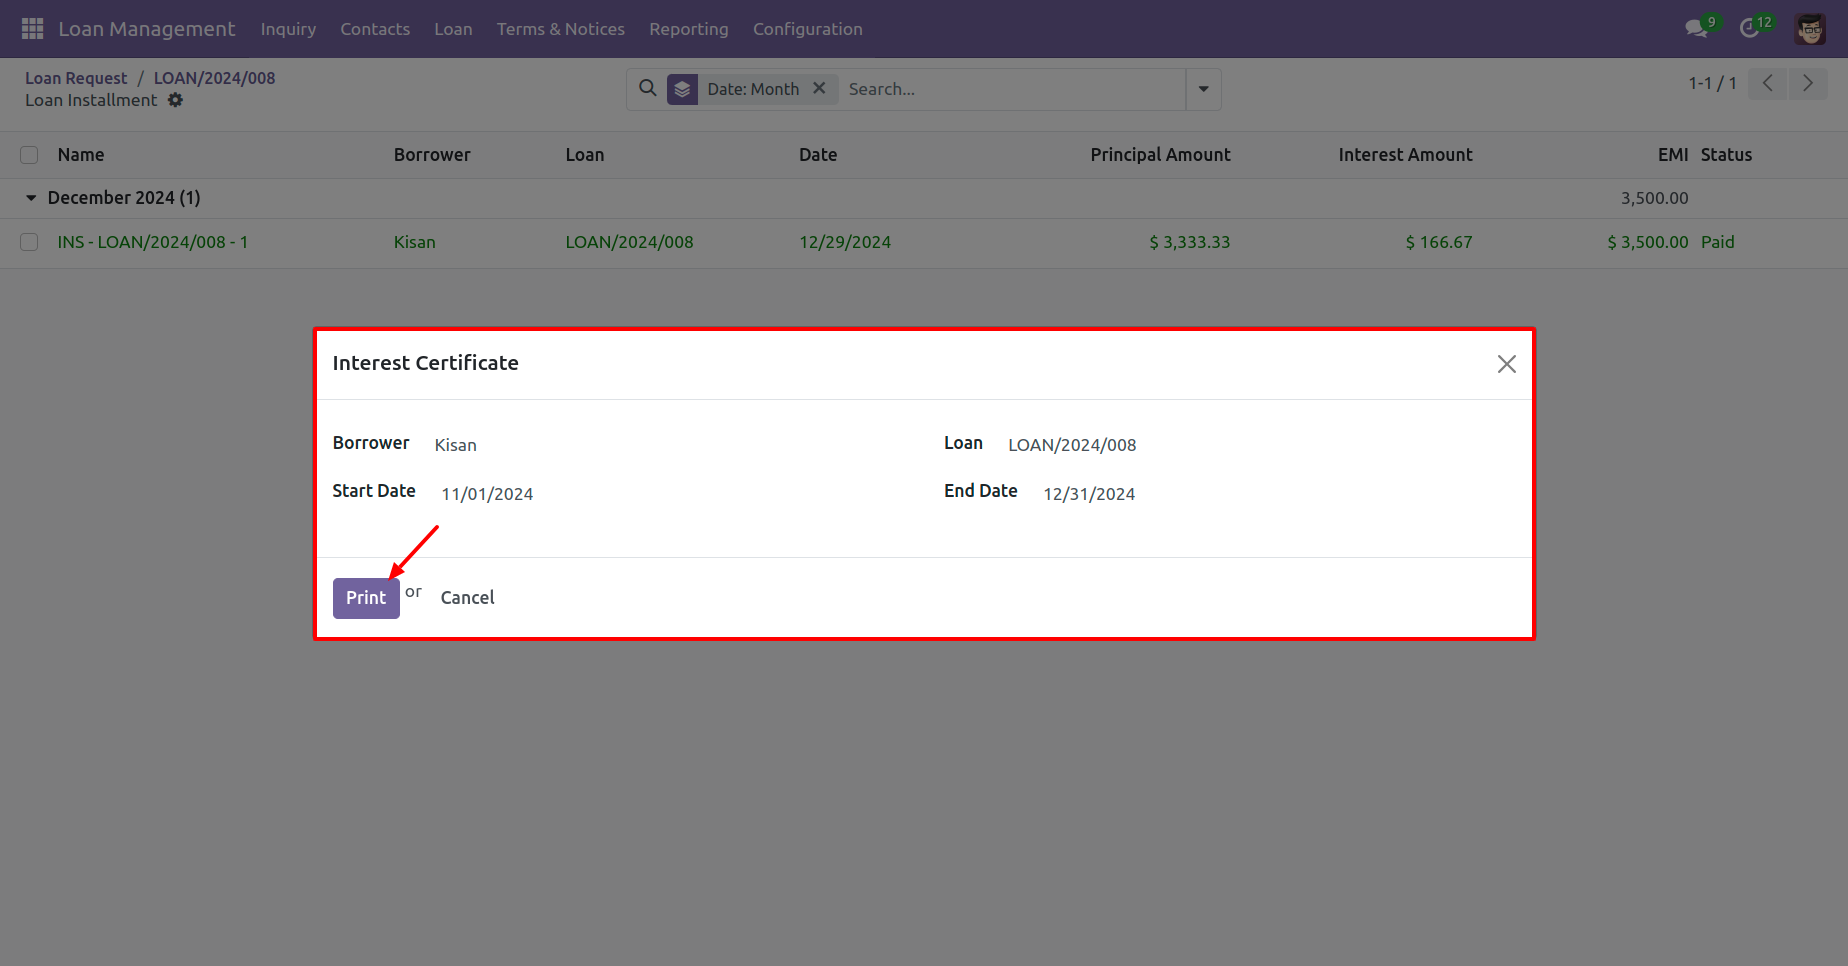 Loan Management Inquiry Contacts Loan Terms & Notices Reporting Configuration 9 12
Loan Request / LOAN/2024/008
Loan Installment
Date: Month Search...
1-1 / 1
Name Borrower Loan Date Principal Amount Interest Amount EMI Status
December 2024 (1) 3,500.00
INS - LOAN/2024/008 - 1 Kisan LOAN/2024/008 12/29/2024 $ 3,333.33 $ 166.67 $ 3,500.00 Paid
Interest Certificate
Borrower Kisan Loan LOAN/2024/008
Start Date 11/01/2024 End Date 12/31/2024
Print or Cancel